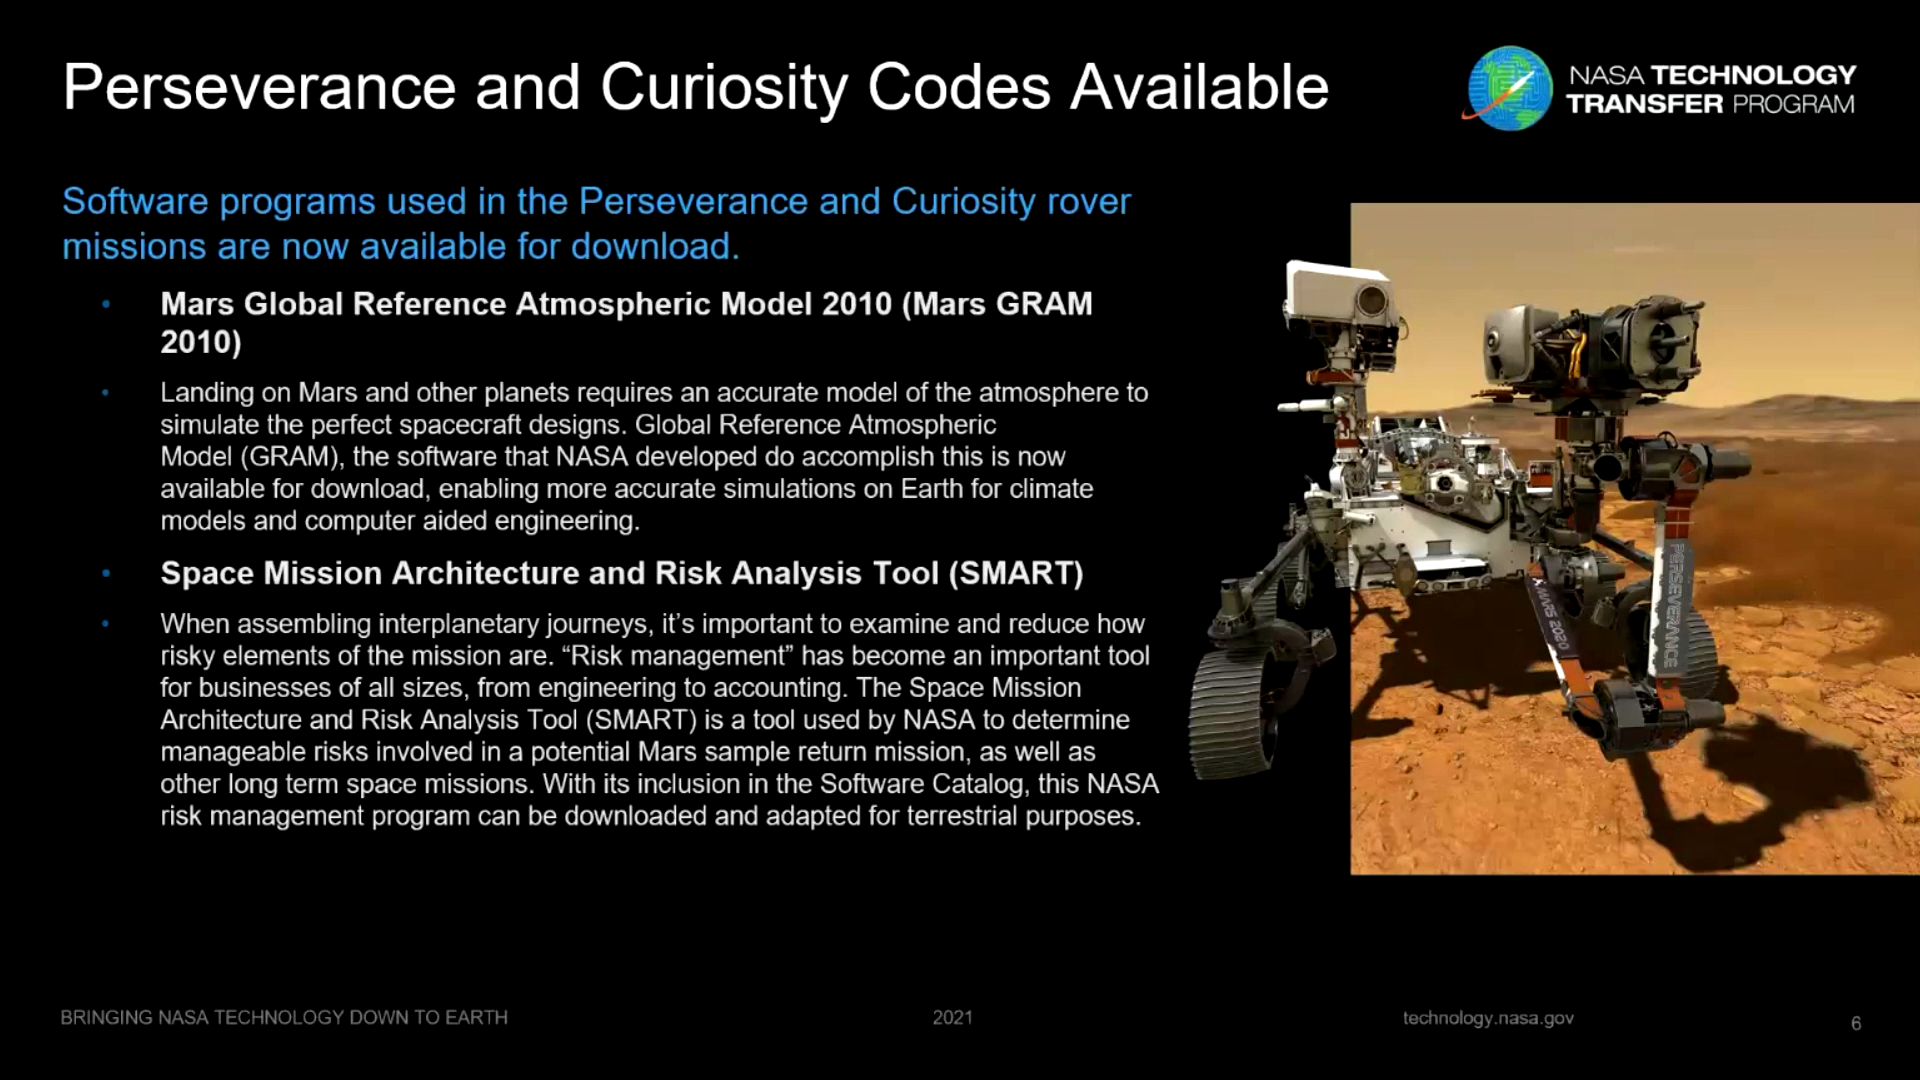 Perseverance and Curiosity Codes Available
NASA TECHNOLOGY
TRANSFER PROGRAM
Software programs used in the Perseverance and Curiosity rover
missions are now available for download.
• Mars Global Reference Atmospheric Model 2010 (Mars GRAM
2010)
• Landing on Mars and other planets requires an accurate model of the atmosphere to
simulate the perfect spacecraft designs. Global Reference Atmospheric
Model (GRAM), the software that NASA developed do accomplish this is now
available for download, enabling more accurate simulations on Earth for climate
models and computer aided engineering.
• Space Mission Architecture and Risk Analysis Tool (SMART)
• When assembling interplanetary journeys, it’s important to examine and reduce how
risky elements of the mission are. “Risk management” has become an important tool
for businesses of all sizes, from engineering to accounting. The Space Mission
Architecture and Risk Analysis Tool (SMART) is a tool used by NASA to determine
manageable risks involved in a potential Mars sample return mission, as well as
other long term space missions. With its inclusion in the Software Catalog, this NASA
risk management program can be downloaded and adapted for terrestrial purposes.
PERSEVERANCE
MARS 2020
BRINGING NASA TECHNOLOGY DOWN TO EARTH
2021
technology.nasa.gov
6